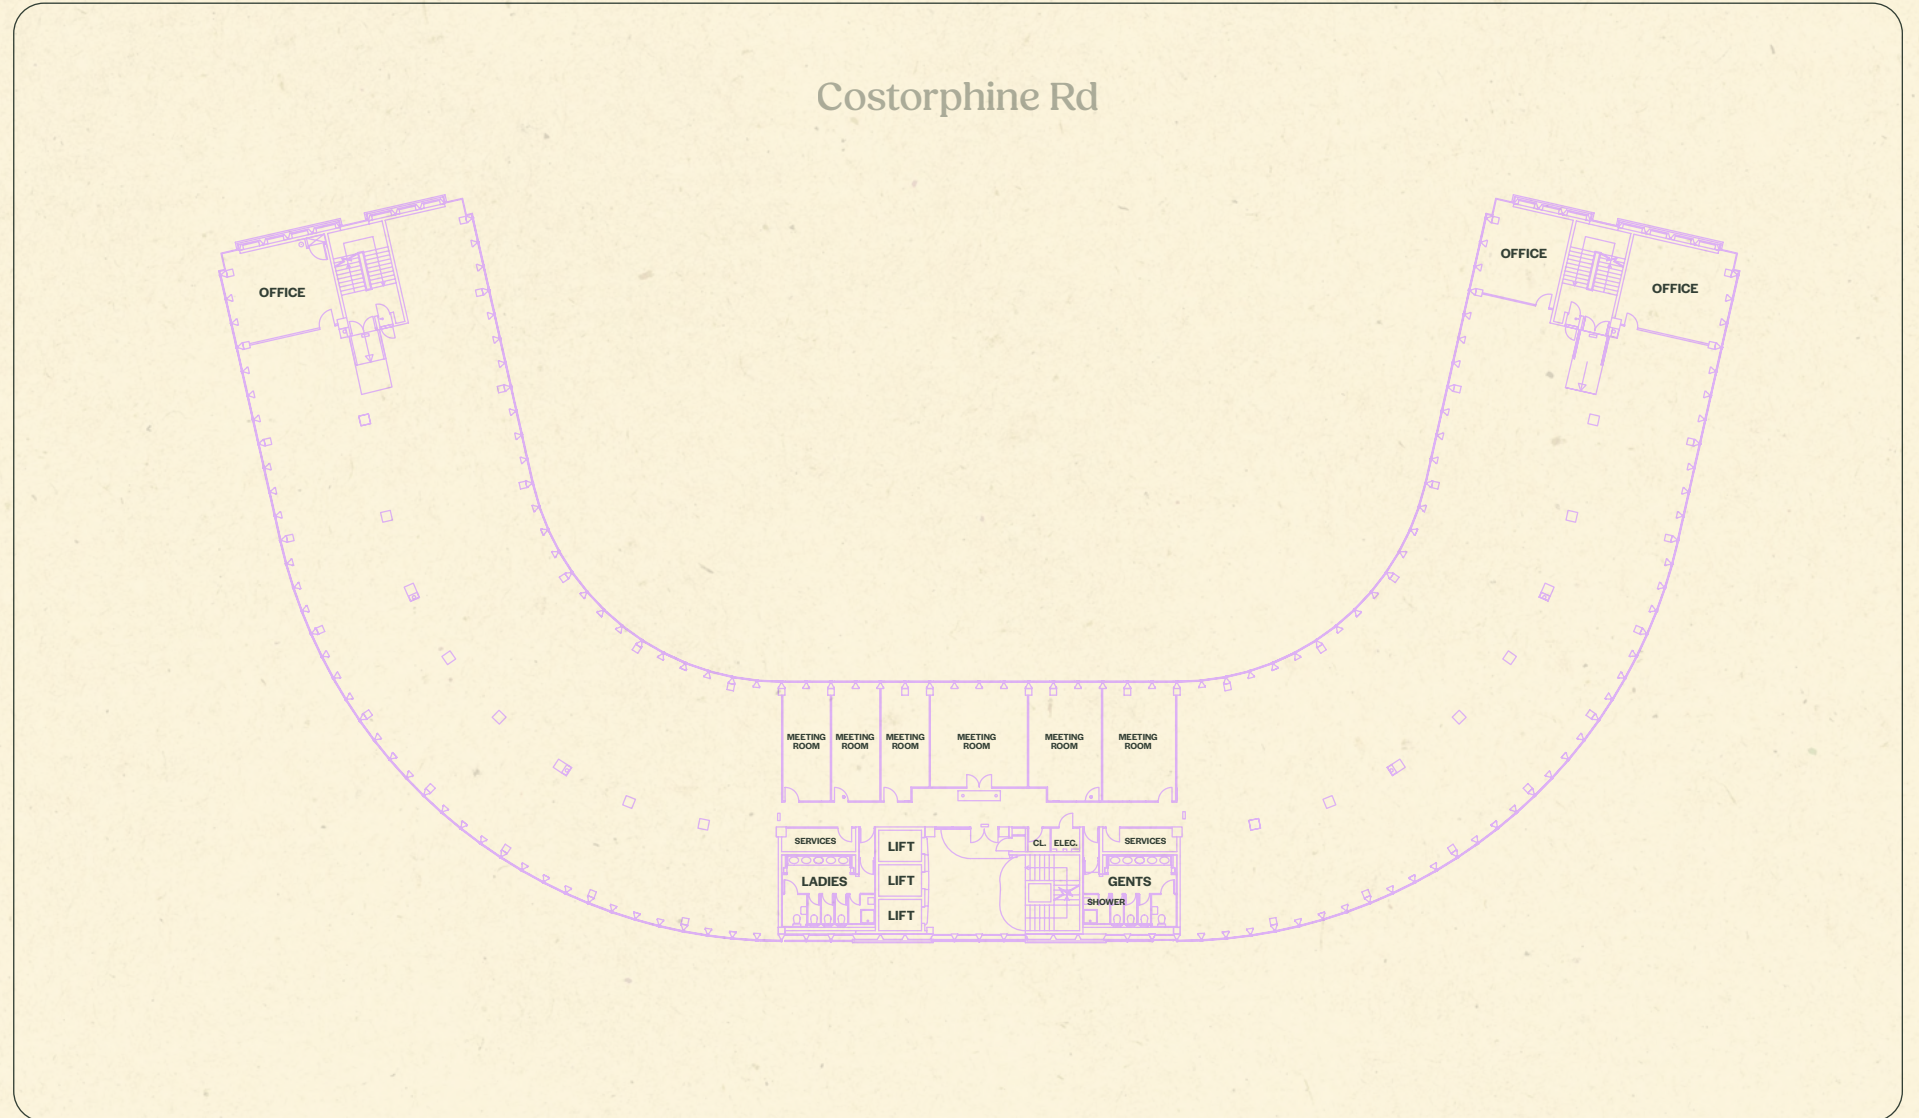 Costorphine Rd
OFFICE
OFFICE
OFFICE
MEETING
ROOM
MEETING
ROOM
MEETING
ROOM
MEETING
ROOM
MEETING
ROOM
MEETING
ROOM
SERVICES
LIFT
CL.
ELEC.
SERVICES
LADIES
LIFT
GENTS
SHOWER
LIFT